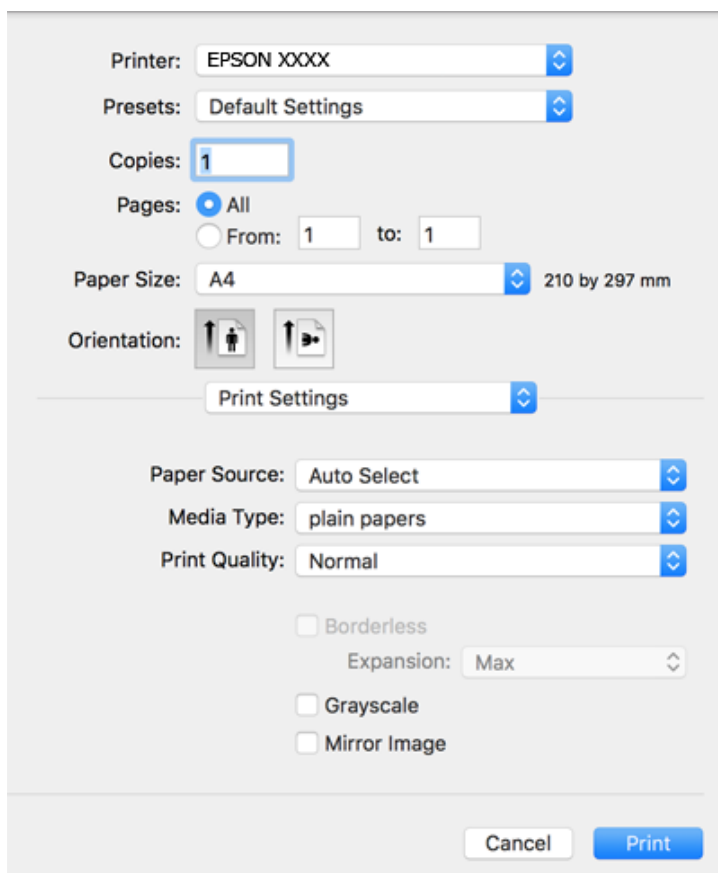 Printer: EPSON XXXX
Presets: Default Settings
Copies: 1
Pages: All
From: 1 to: 1
Paper Size: A4 210 by 297 mm
Orientation:
Print Settings
Paper Source: Auto Select
Media Type: plain papers
Print Quality: Normal
Borderless
Expansion: Max
Grayscale
Mirror Image
Cancel Print